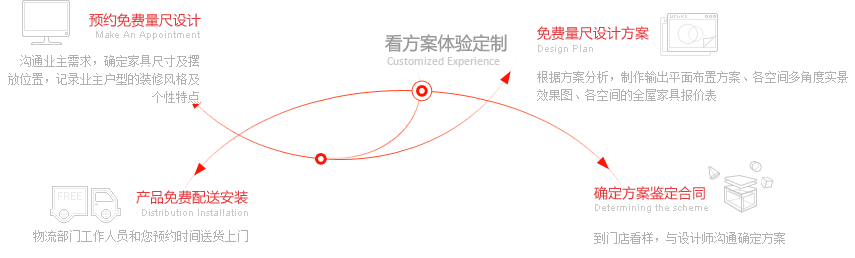 预约免费量尺设计
Make An Appointment
沟通业主需求，确定家具尺寸及摆
放位置，记录业主户型的装修风格及
个性特点
看方案体验定制
Customized Experience
免费量尺设计方案
Design Plan
根据方案分析，制作输出平面布置方案、各空间多角度实景
效果图、各空间的全屋家具报价表
DESIRE
FREE
产品免费配送安装
Distribution Installation
物流部门工作人员和您预约时间送货上门
确定方案鉴定合同
Determining the scheme
到门店看样，与设计师沟通确定方案